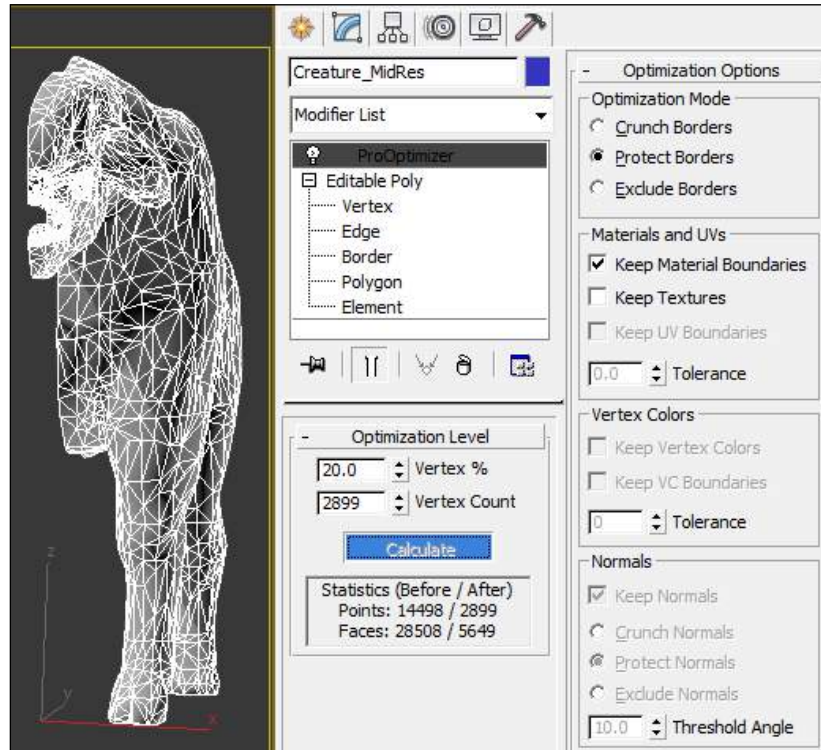 Creature_MidRes
Modifier List
ProOptimizer
Editable Poly
Vertex
Edge
Border
Polygon
Element
- Optimization Level
20.0 Vertex %
2899 Vertex Count
Calculate
Statistics (Before / After)
Points: 14498 / 2899
Faces: 28508 / 5649
- Optimization Options
Optimization Mode
Crunch Borders
Protect Borders
Exclude Borders
Materials and UVs
Keep Material Boundaries
Keep Textures
Keep UV Boundaries
0.0 Tolerance
Vertex Colors
Keep Vertex Colors
Keep VC Boundaries
0 Tolerance
Normals
Keep Normals
Crunch Normals
Protect Normals
Exclude Normals
10.0 Threshold Angle
z
y
x